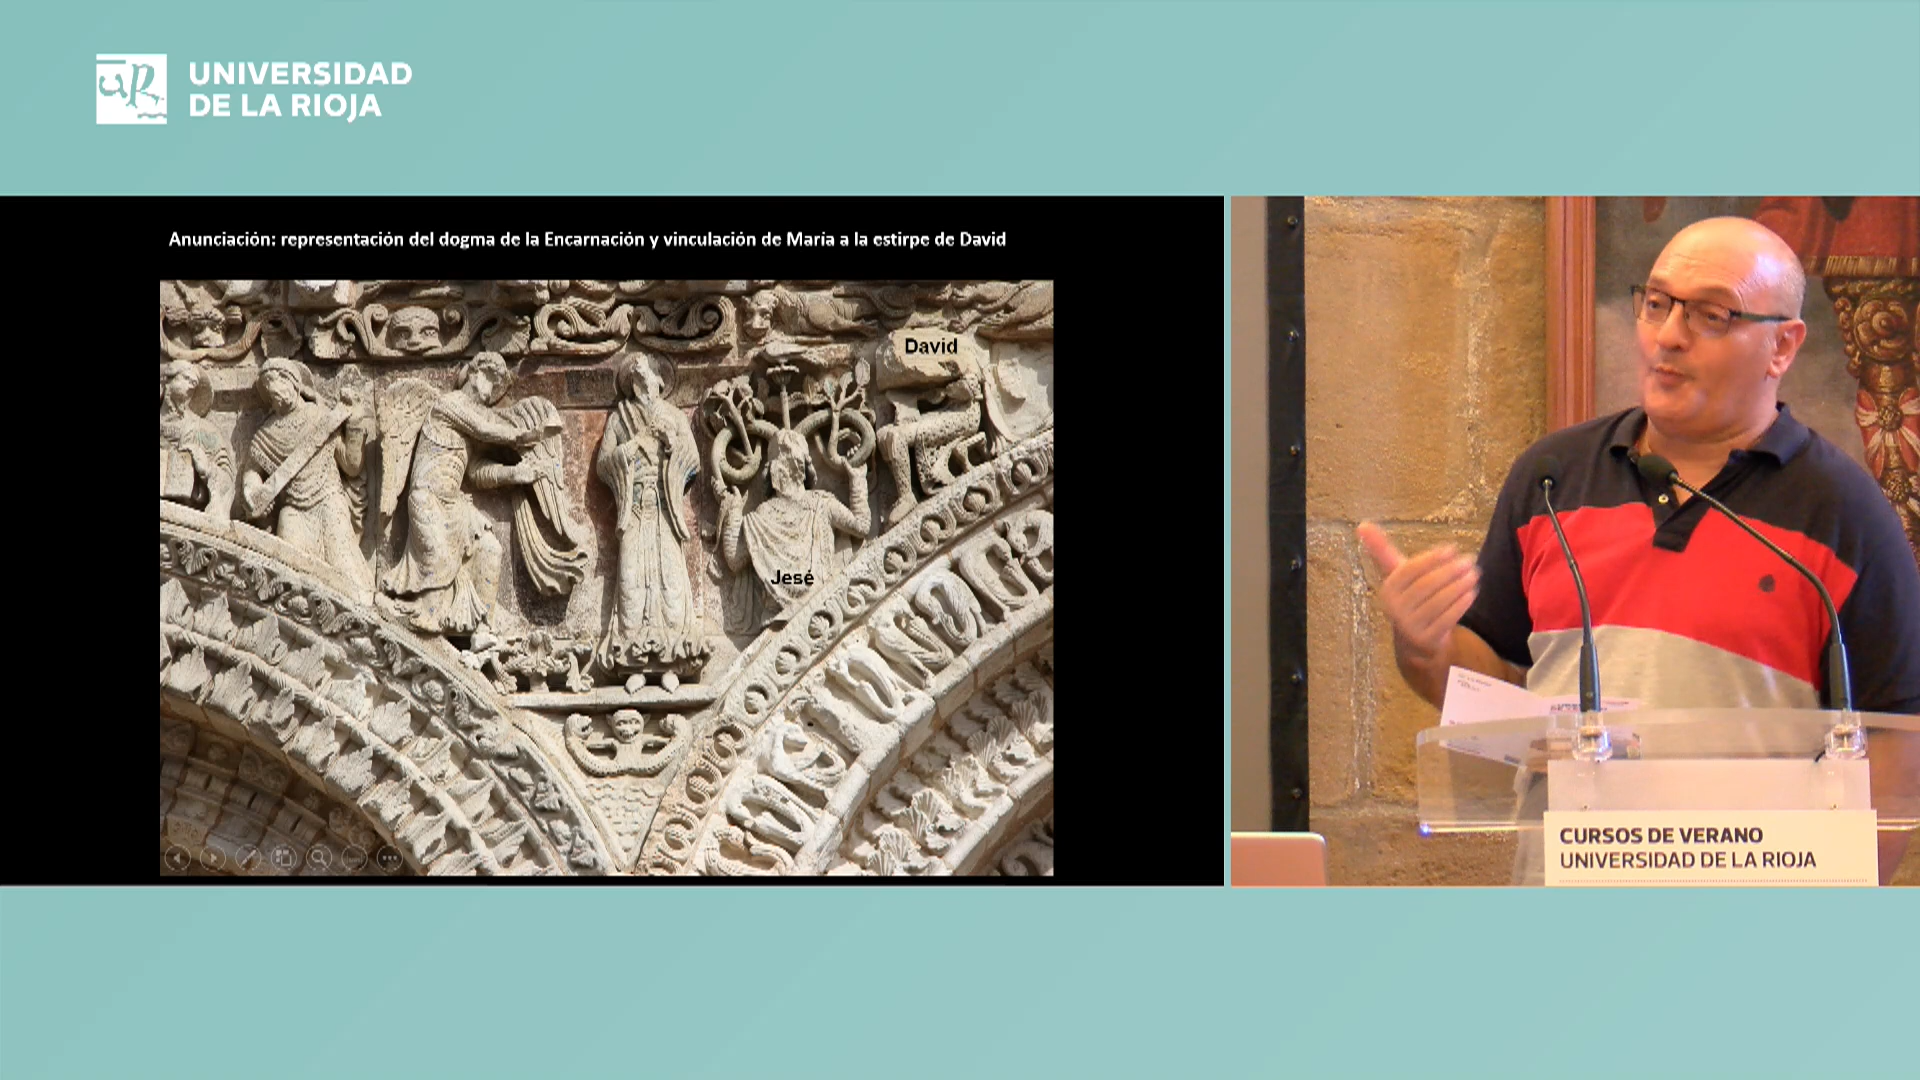 UNIVERSIDAD
DE LA RIOJA
Anunciación: representación del dogma de la Encarnación y vinculación de María a la estirpe de David
David
Jesé
CURSOS DE VERANO
UNIVERSIDAD DE LA RIOJA